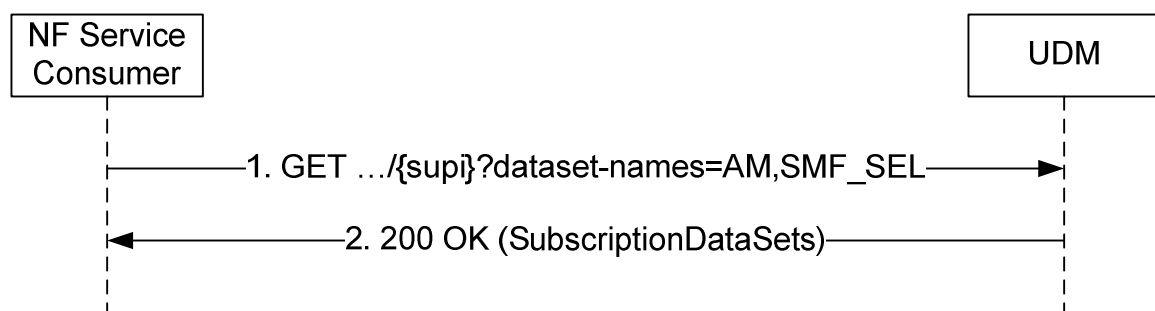 NF Service
Consumer
UDM
1. GET …/{supi}?dataset-names=AM,SMF_SEL
2. 200 OK (SubscriptionDataSets)